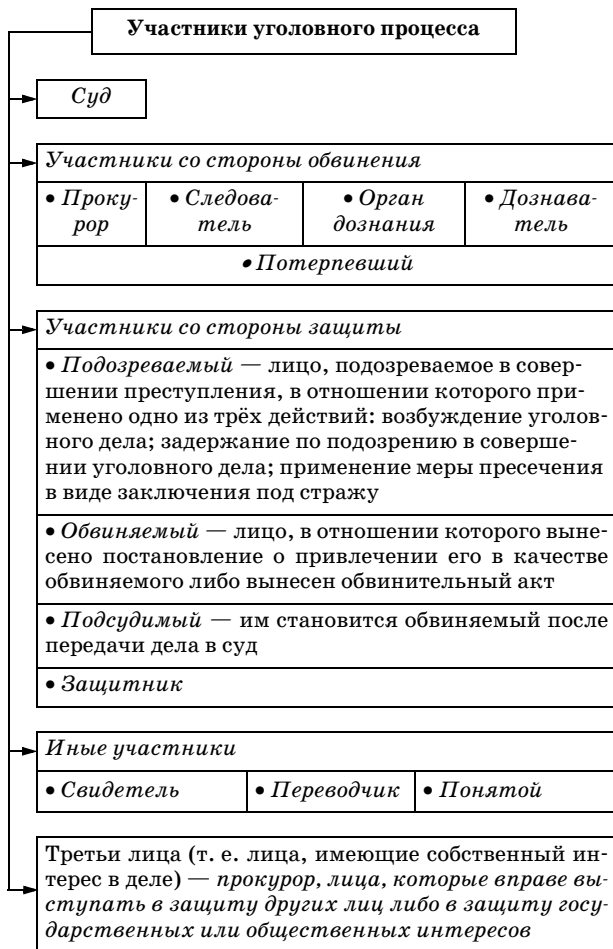 Участники уголовного процесса
Суд
Участники со стороны обвинения
• Проку-
рор
• Следова-
тель
• Орган
дознания
• Дознава-
тель
• Потерпевший
Участники со стороны защиты
• Подозреваемый — лицо, подозреваемое в совер-
шении преступления, в отношении которого при-
менено одно из трёх действий: возбуждение уголов-
ного дела; задержание по подозрению в соверше-
нии уголовного дела; применение меры пресечения
в виде заключения под стражу
• Обвиняемый — лицо, в отношении которого выне-
сено постановление о привлечении его в качестве
обвиняемого либо вынесен обвинительный акт
• Подсудимый — им становится обвиняемый после
передачи дела в суд
• Защитник
Иные участники
• Свидетель
• Переводчик
• Понятой
Третьи лица (т. е. лица, имеющие собственный ин-
терес в деле) — прокурор, лица, которые вправе вы-
ступать в защиту других лиц либо в защиту госу-
дарственных или общественных интересов